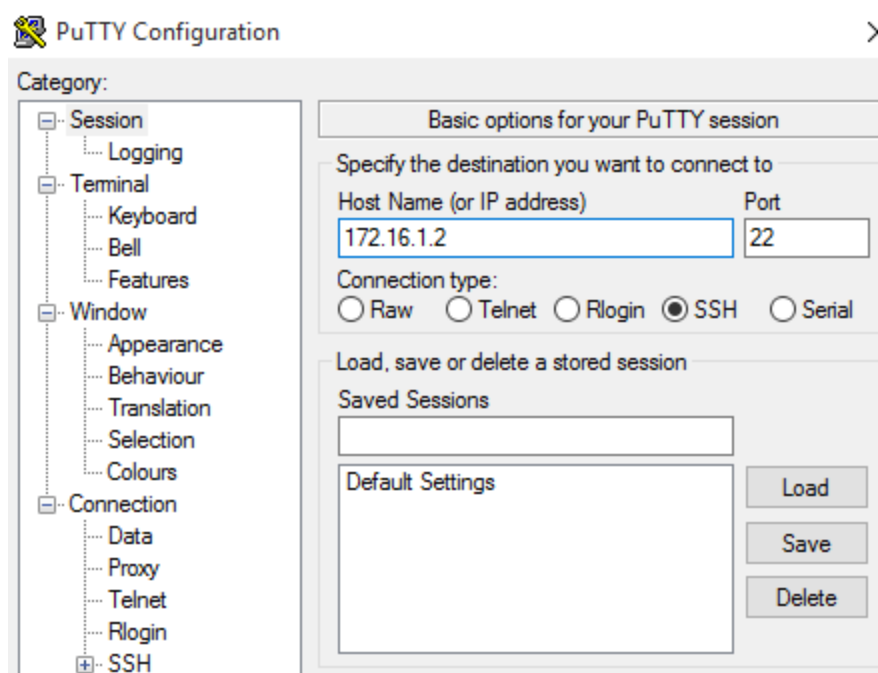 PuTTY Configuration
Category:
Session
Logging
Terminal
Keyboard
Bell
Features
Window
Appearance
Behaviour
Translation
Selection
Colours
Connection
Data
Proxy
Telnet
Rlogin
SSH
Basic options for your PuTTY session
Specify the destination you want to connect to
Host Name (or IP address) Port
172.16.1.2 22
Connection type:
Raw Telnet Rlogin SSH Serial
Load, save or delete a stored session
Saved Sessions
Default Settings
Load
Save
Delete